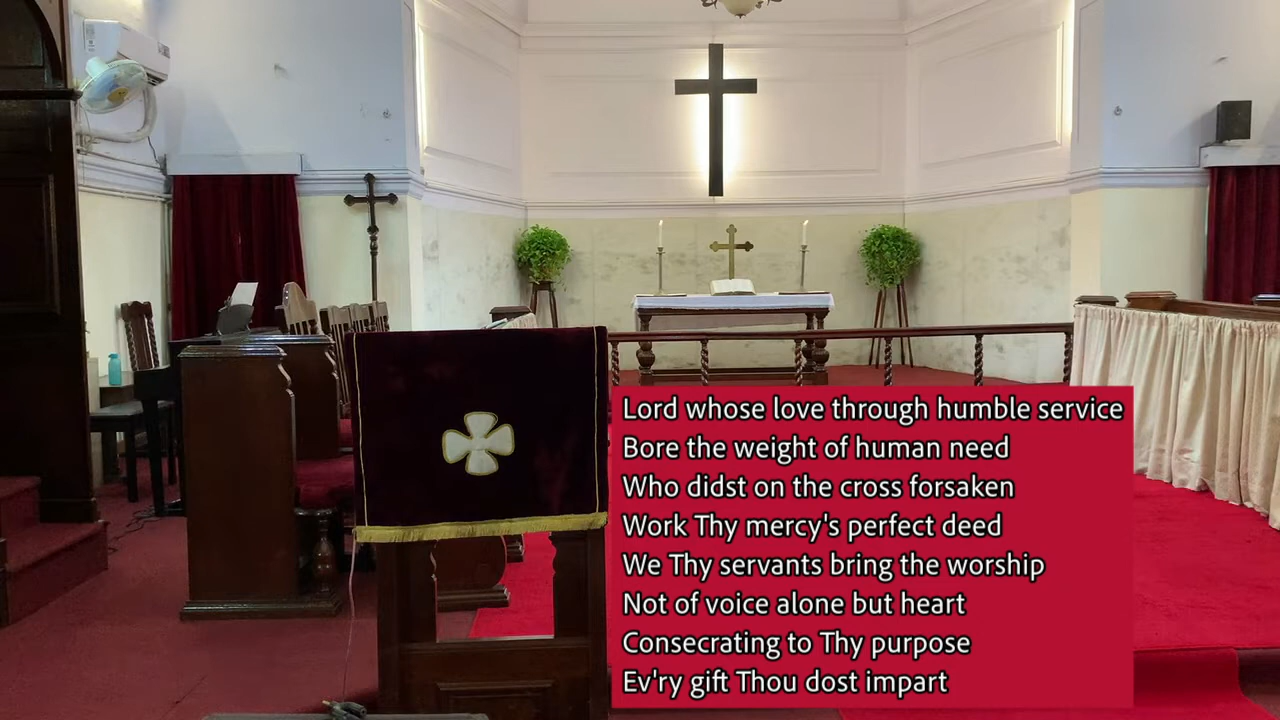 Lord whose love through humble service
Bore the weight of human need
Who didst on the cross forsaken
Work Thy mercy's perfect deed
We Thy servants bring the worship
Not of voice alone but heart
Consecrating to Thy purpose
Ev'ry gift Thou dost impart